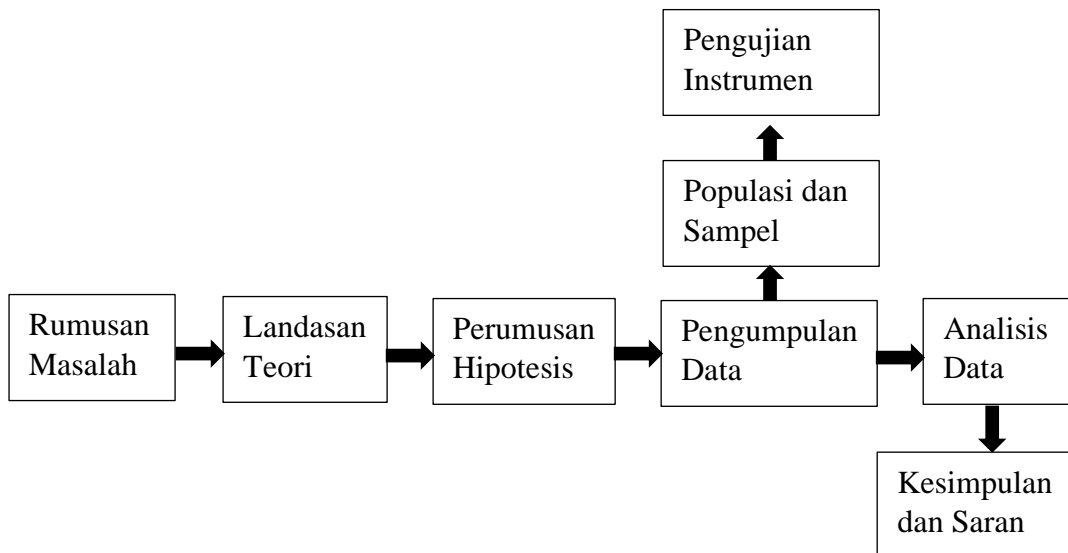 Pengujian
Instrumen
Populasi dan
Sampel
Rumusan
Masalah
Landasan
Teori
Perumusan
Hipotesis
Pengumpulan
Data
Analisis
Data
Kesimpulan
dan Saran